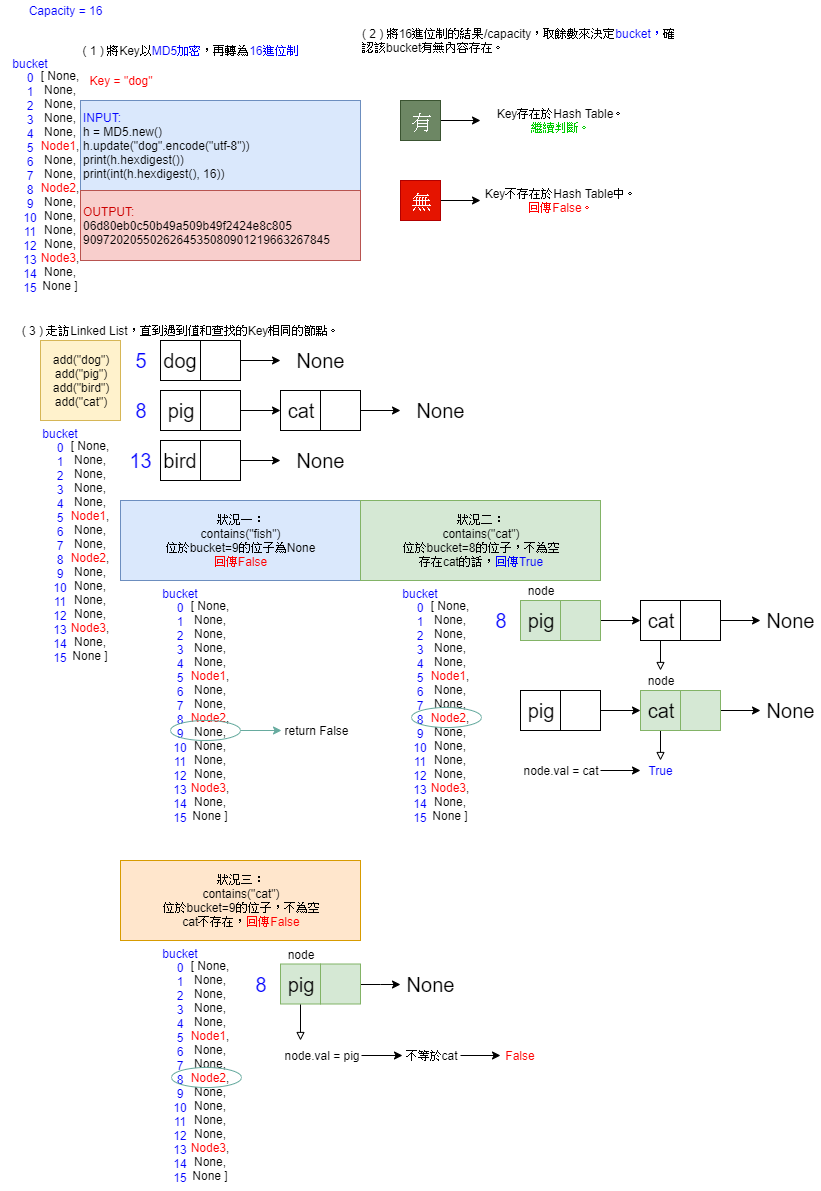 Capacity = 16
( 1 ) 將Key以MD5加密，再轉為16進位制
( 2 ) 將16進位制的結果/capacity，取餘數來決定bucket，確
認該bucket有無內容存在。
bucket
0 [ None,
1 None,
2 None,
3 None,
4 None,
5 Node1,
6 None,
7 None,
8 Node2,
9 None,
10 None,
11 None,
12 None,
13 Node3,
14 None,
15 None ]
Key = "dog"
INPUT:
h = MD5.new()
h.update("dog".encode("utf-8"))
print(h.hexdigest())
print(int(h.hexdigest(), 16))
OUTPUT:
06d80eb0c50b49a509b49f2424e8c805
9097202055026264535080901219663267845
有
Key存在於Hash Table。
繼續判斷。
無
Key不存在於Hash Table中。
回傳False。
( 3 ) 走訪Linked List，直到遇到值和查找的Key相同的節點。
add("dog")
add("pig")
add("bird")
add("cat")
5 dog None
8 pig cat None
13 bird None
bucket
0 [ None,
1 None,
2 None,
3 None,
4 None,
5 Node1,
6 None,
7 None,
8 Node2,
9 None,
10 None,
11 None,
12 None,
13 Node3,
14 None,
15 None ]
狀況一：
contains("fish")
位於bucket=9的位子為None
回傳False
bucket
0 [ None,
1 None,
2 None,
3 None,
4 None,
5 Node1,
6 None,
7 None,
8 Node2,
9 None, return False
10 None,
11 None,
12 None,
13 Node3,
14 None,
15 None ]
狀況二：
contains("cat")
位於bucket=8的位子，不為空
存在cat的話，回傳True
bucket
0 [ None,
1 None,
2 None,
3 None,
4 None,
5 Node1,
6 None,
7 None,
8 Node2,
9 None,
10 None,
11 None,
12 None,
13 Node3,
14 None,
15 None ]
node
8 pig cat None
node
pig cat None
node.val = cat True
狀況三：
contains("cat")
位於bucket=9的位子，不為空
cat不存在，回傳False
bucket
0 [ None,
1 None,
2 None,
3 None,
4 None,
5 Node1,
6 None,
7 None,
8 Node2,
9 None,
10 None,
11 None,
12 None,
13 Node3,
14 None,
15 None ]
node
8 pig None
node.val = pig 不等於cat False